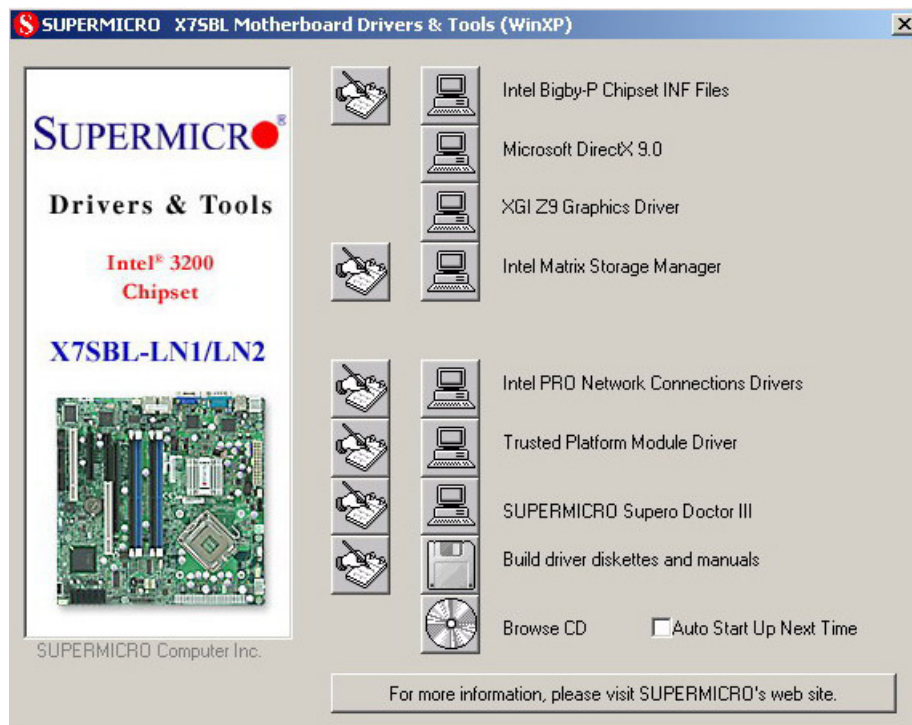 SUPERMICRO X7SBL Motherboard Drivers & Tools (WinXP)
SUPERMICRO®
Drivers & Tools
Intel® 3200
Chipset
X7SBL-LN1/LN2
SUPERMICRO Computer Inc.
Intel Bigby-P Chipset INF Files
Microsoft DirectX 9.0
XGI Z9 Graphics Driver
Intel Matrix Storage Manager
Intel PRO Network Connections Drivers
Trusted Platform Module Driver
SUPERMICRO Supero Doctor III
Build driver diskettes and manuals
Browse CD
Auto Start Up Next Time
For more information, please visit SUPERMICRO's web site.